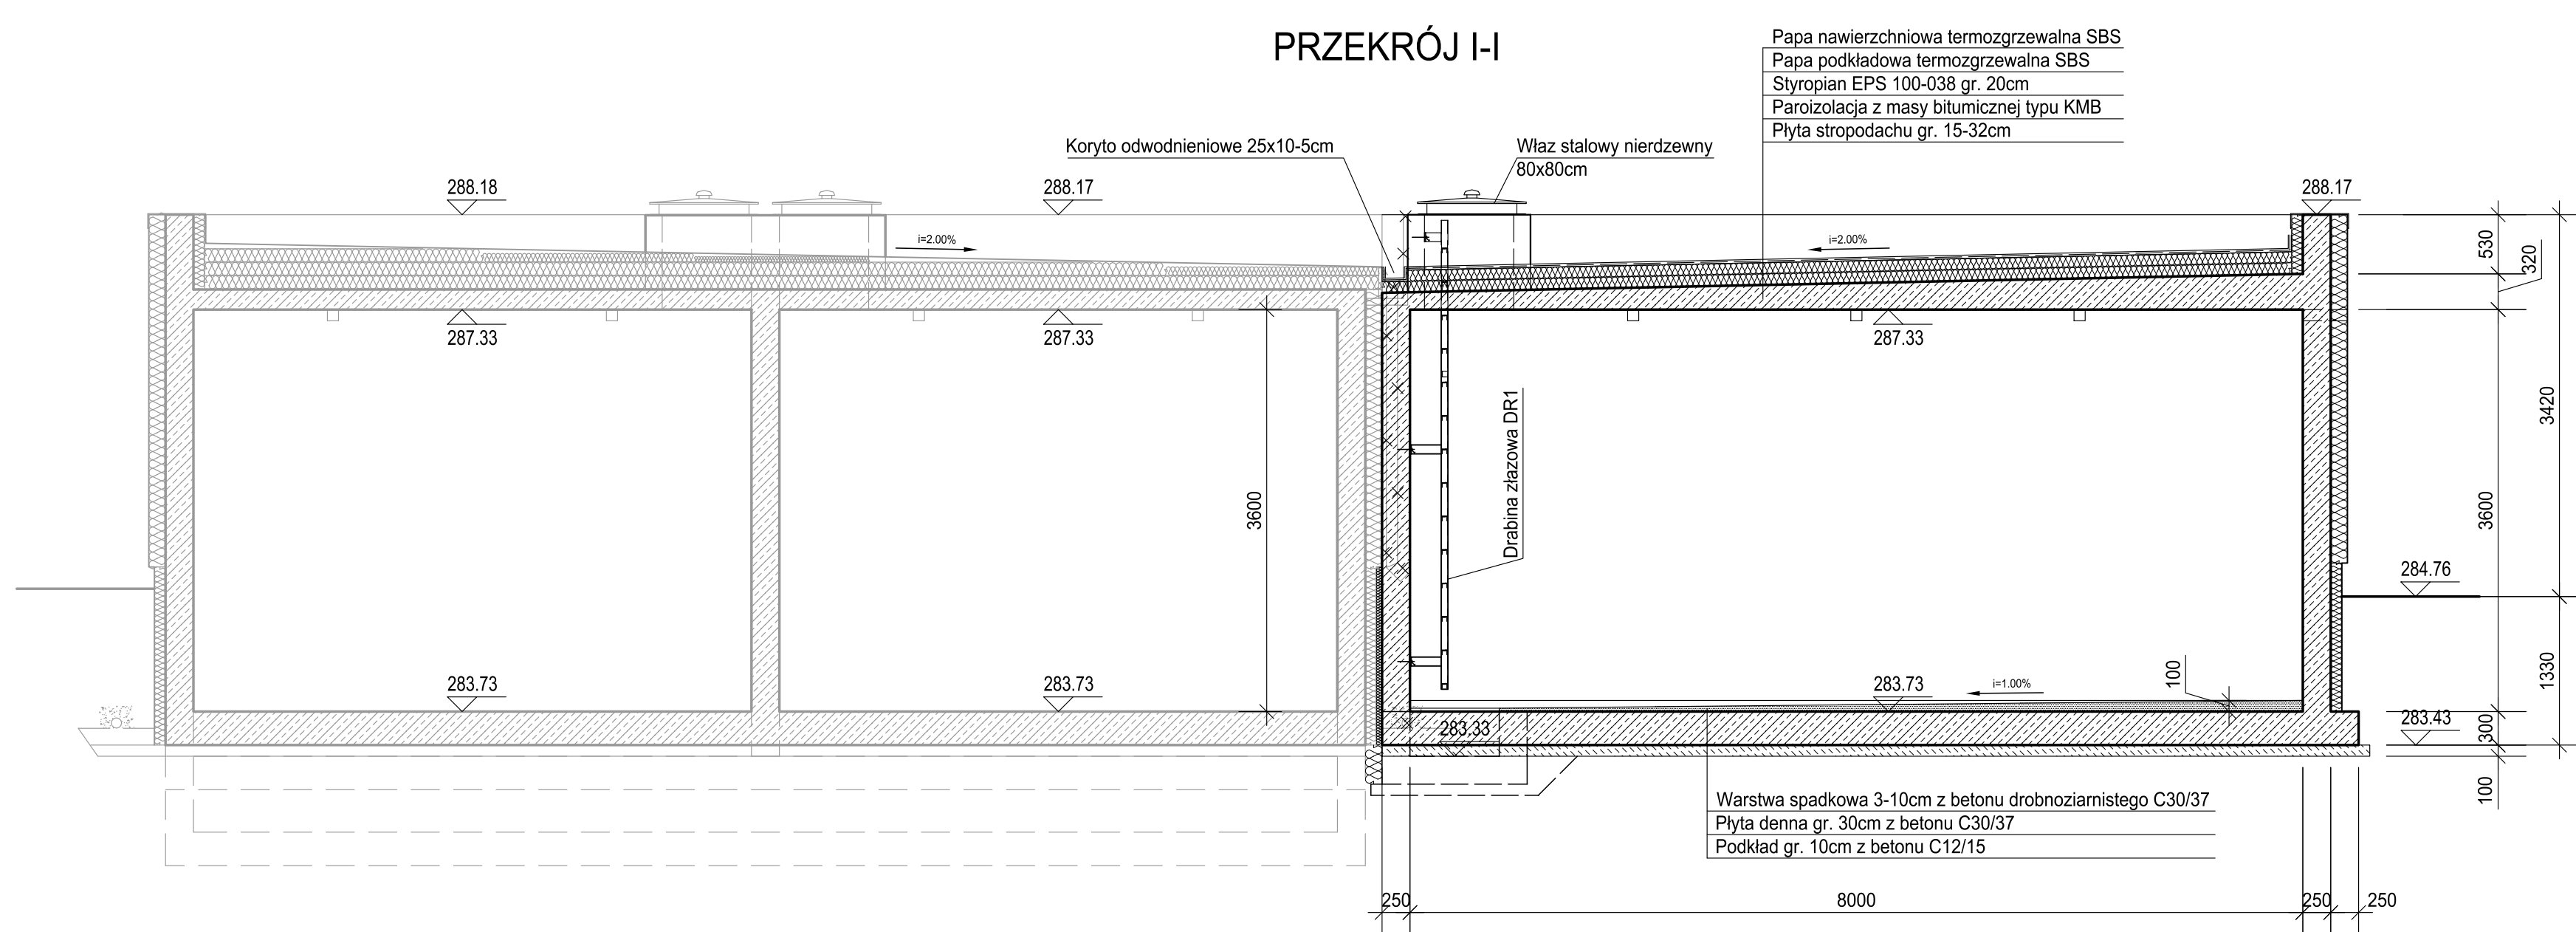 PRZEKRÓJ I-I
Papa nawierzchniowa termozgrzewalna SBS
Papa podkładowa termozgrzewalna SBS
Styropian EPS 100-038 gr. 20cm
Paroizolacja z masy bitumicznej typu KMB
Płyta stropodachu gr. 15-32cm
Koryto odwodnieniowe 25x10-5cm
Właz stalowy nierdzewny
80x80cm
288.18
288.17
288.17
i=2.00%
i=2.00%
530
320
287.33
287.33
287.33
3420
Drabina złazowa DR1
3600
3600
284.76
283.73
283.73
283.73
i=1.00%
100
1330
283.33
283.43
300
100
Warstwa spadkowa 3-10cm z betonu drobnoziarnistego C30/37
Płyta denna gr. 30cm z betonu C30/37
Podkład gr. 10cm z betonu C12/15
250
8000
250
250